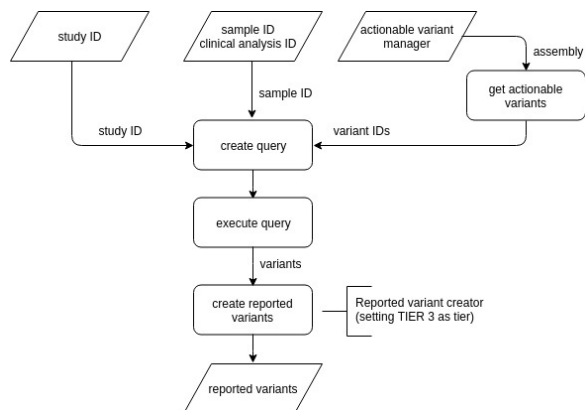 study ID
sample ID
clinical analysis ID
actionable variant
manager
assembly
get actionable
variants
sample ID
study ID
variant IDs
create query
execute query
variants
create reported
variants
Reported variant creator
(setting TIER 3 as tier)
reported variants